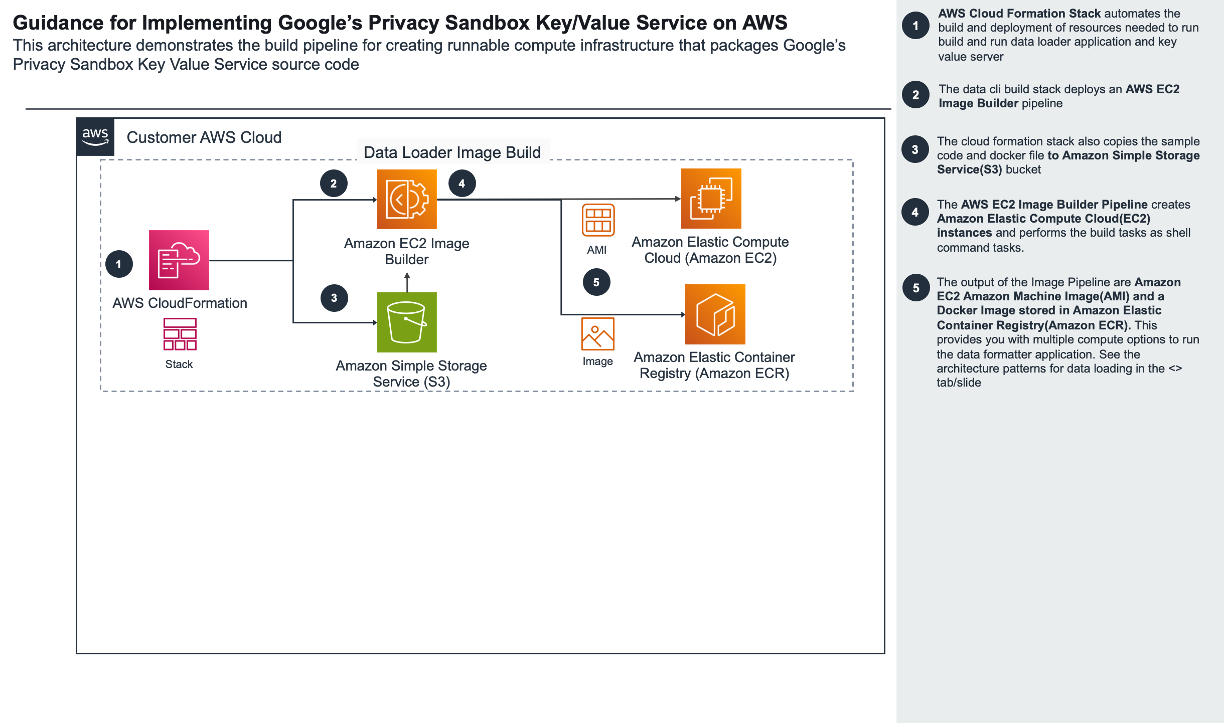 Guidance for Implementing Google's Privacy Sandbox Key/Value Service on AWS
This architecture demonstrates the build pipeline for creating runnable compute infrastructure that packages Google's
Privacy Sandbox Key Value Service source code
aws
Customer AWS Cloud
Data Loader Image Build
1
AWS CloudFormation
Stack
2
Amazon EC2 Image
Builder
3
Amazon Simple Storage
Service (S3)
4
AMI
5
Image
Amazon Elastic Compute
Cloud (Amazon EC2)
Amazon Elastic Container
Registry (Amazon ECR)
1
AWS Cloud Formation Stack automates the
build and deployment of resources needed to run
build and run data loader application and key
value server
2
The data cli build stack deploys an AWS EC2
Image Builder pipeline
3
The cloud formation stack also copies the sample
code and docker file to Amazon Simple Storage
Service(S3) bucket
4
The AWS EC2 Image Builder Pipeline creates
Amazon Elastic Compute Cloud(EC2)
instances and performs the build tasks as shell
command tasks.
5
The output of the Image Pipeline are Amazon
EC2 Amazon Machine Image(AMI) and a
Docker Image stored in Amazon Elastic
Container Registry(Amazon ECR). This
provides you with multiple compute options to run
the data formatter application. See the
architecture patterns for data loading in the <>
tab/slide